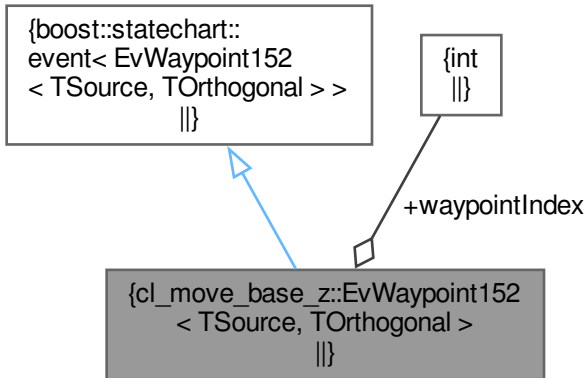 {boost::statechart::
event< EvWaypoint152
< TSource, TOrthogonal > >
||}
{int
||}
+waypointIndex
{cl_move_base_z::EvWaypoint152
< TSource, TOrthogonal >
||}